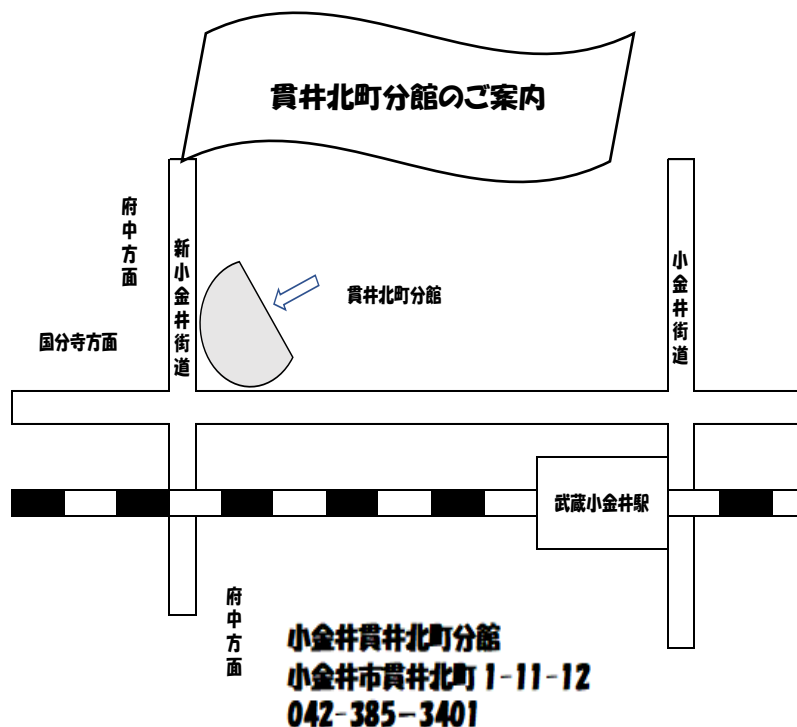 貫井北町分館のご案内
府中方面
新小金井街道
小金井街道
貫井北町分館
国分寺方面
武蔵小金井駅
府中方面
小金井貫井北町分館
小金井市貫井北町 1-11-12
042-385-3401